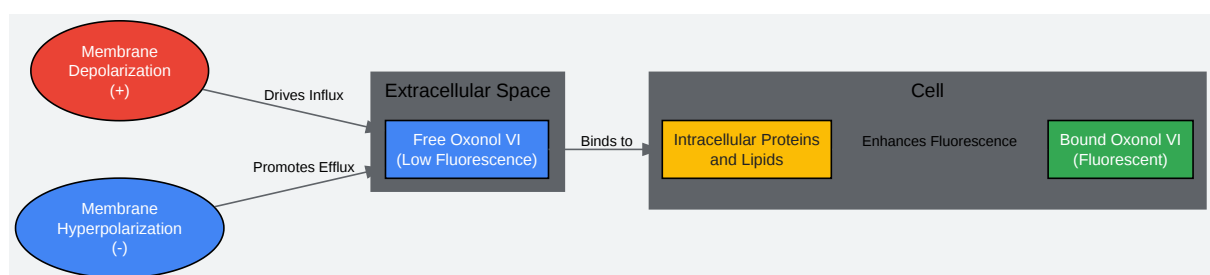 Membrane
Depolarization
(+)
Drives Influx
Membrane
Hyperpolarization
(-)
Promotes Efflux
Extracellular Space
Free Oxonol VI
(Low Fluorescence)
Binds to
Cell
Intracellular Proteins
and Lipids
Enhances Fluorescence
Bound Oxonol VI
(Fluorescent)